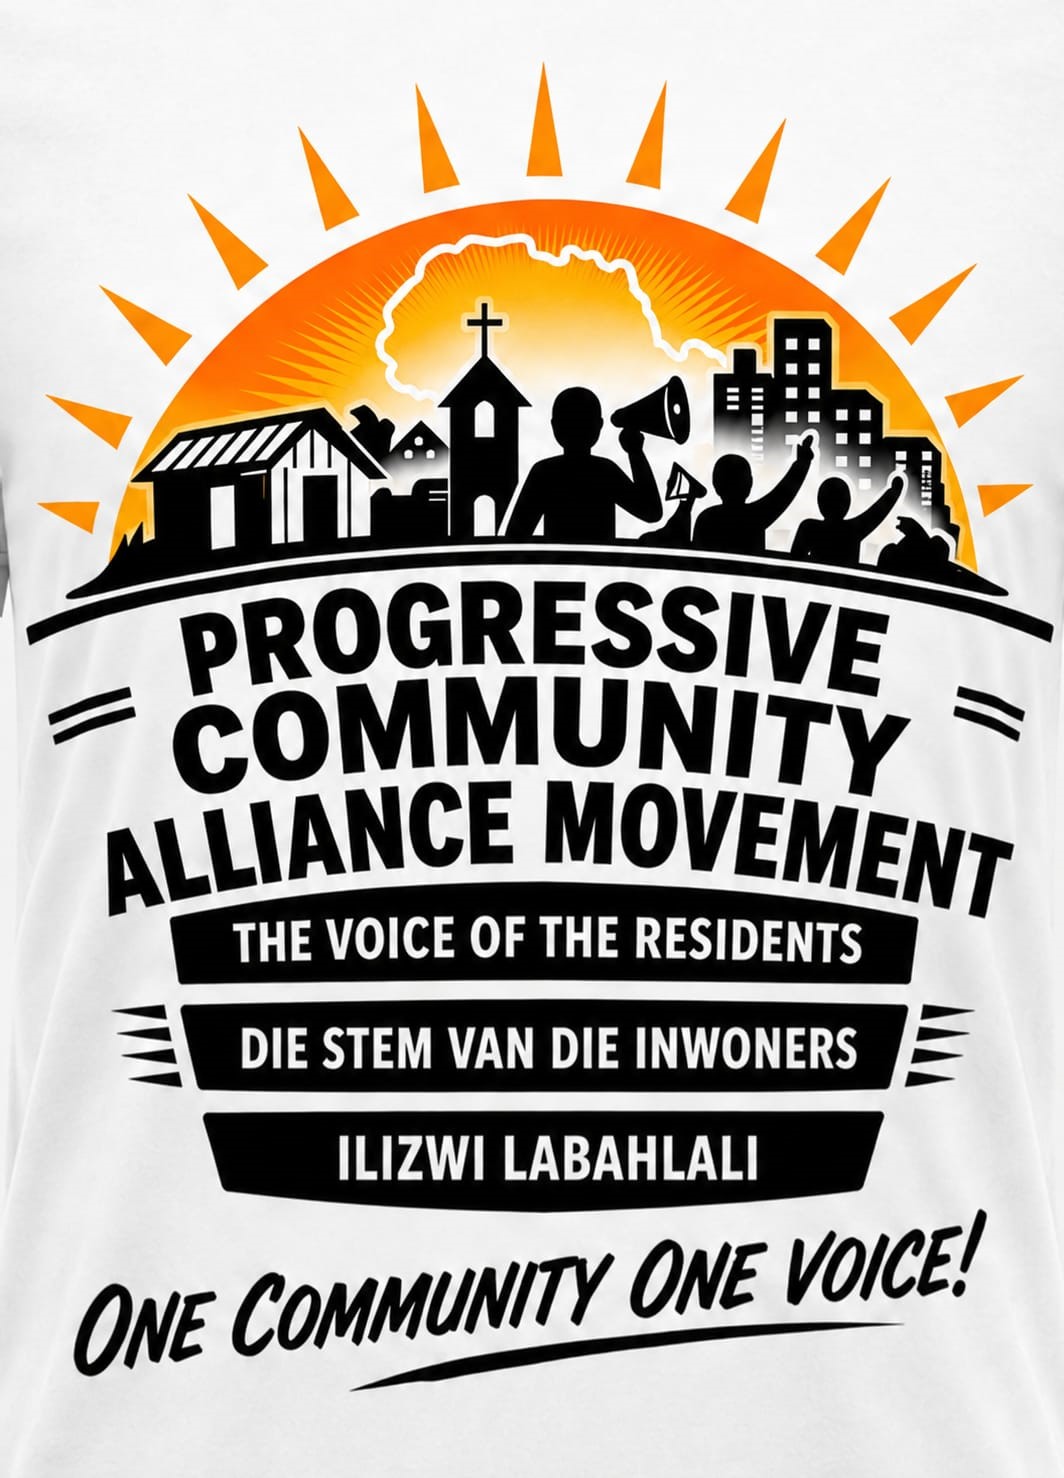 PROGRESSIVE
COMMUNITY
ALLIANCE MOVEMENT
THE VOICE OF THE RESIDENTS
DIE STEM VAN DIE INWONERS
ILIZWI LABAHLALI
ONE COMMUNITY ONE VOICE!